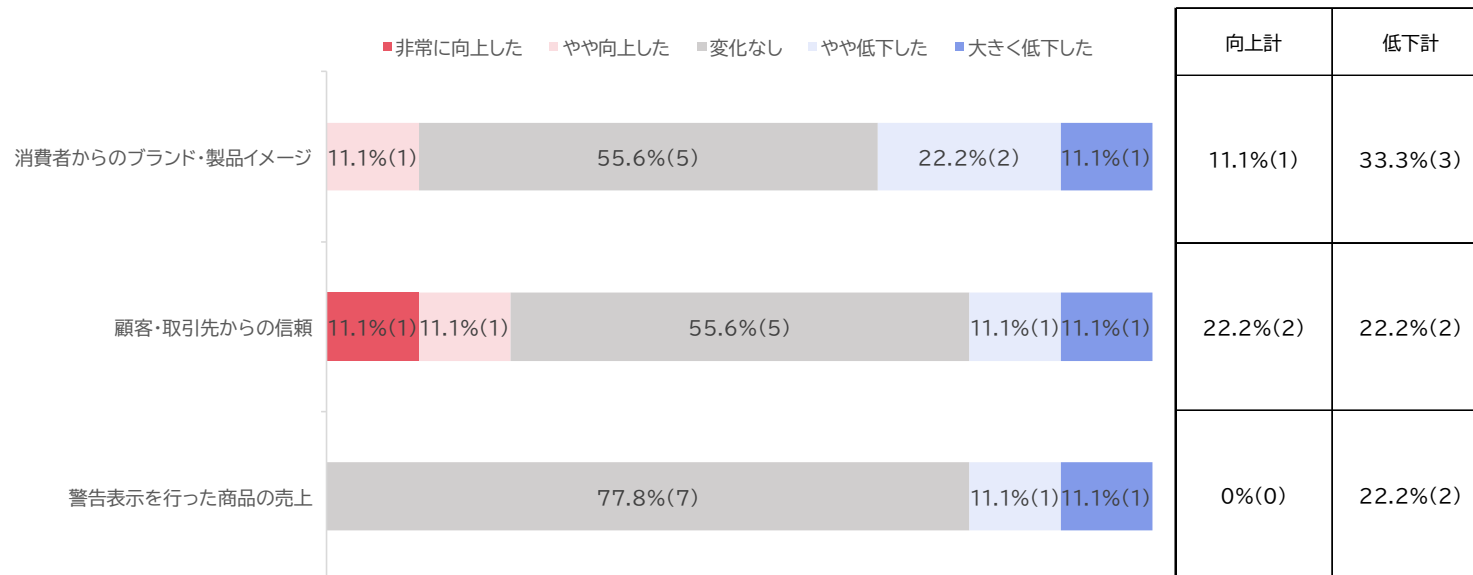 非常に向上した やや向上した 変化なし やや低下した 大きく低下した
向上計 低下計
消費者からのブランド・製品イメージ 11.1%(1) 55.6%(5) 22.2%(2) 11.1%(1) 11.1%(1) 33.3%(3)
顧客・取引先からの信頼 11.1%(1) 11.1%(1) 55.6%(5) 11.1%(1) 11.1%(1) 22.2%(2) 22.2%(2)
警告表示を行った商品の売上 77.8%(7) 11.1%(1) 11.1%(1) 0%(0) 22.2%(2)